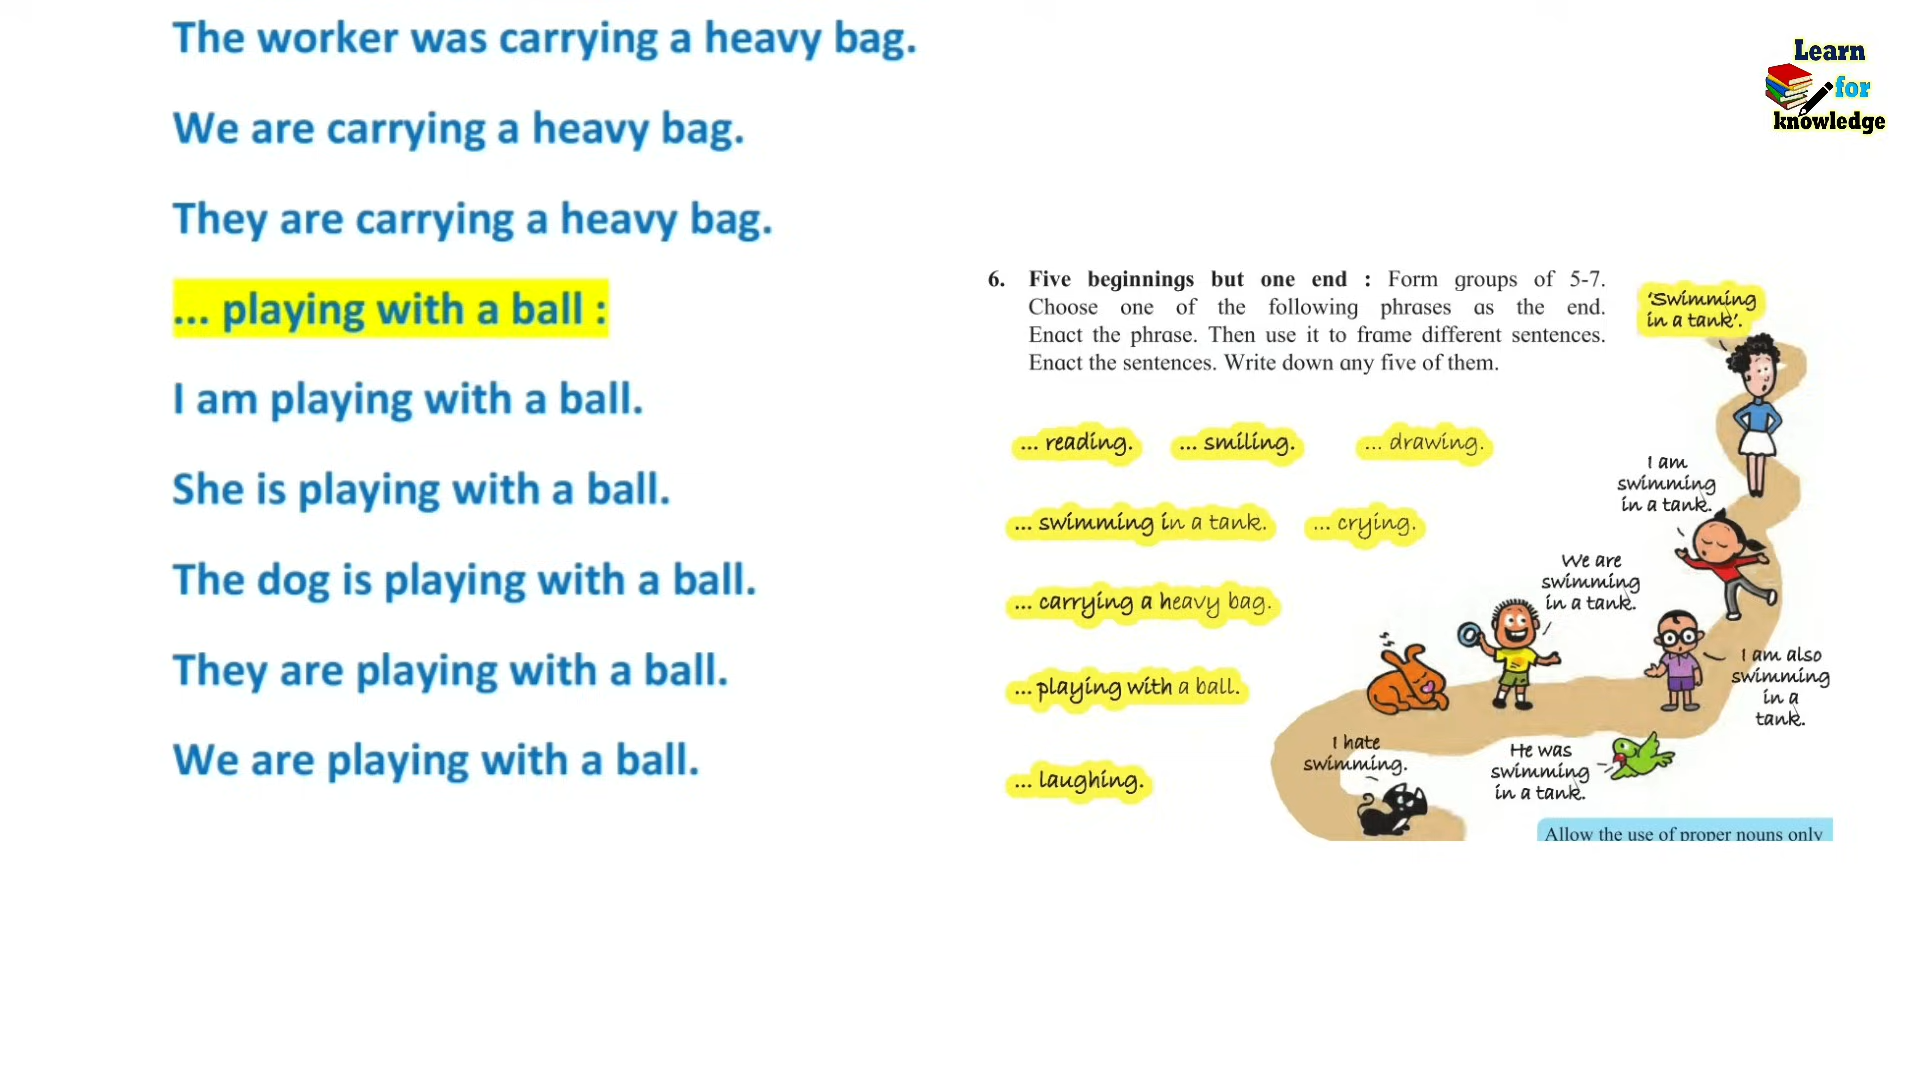 The worker was carrying a heavy bag.
We are carrying a heavy bag.
They are carrying a heavy bag.
... playing with a ball :
I am playing with a ball.
She is playing with a ball.
The dog is playing with a ball.
They are playing with a ball.
We are playing with a ball.
Learn
for
knowledge
6. Five beginnings but one end : Form groups of 5-7.
Choose one of the following phrases as the end.
Enact the phrase. Then use it to frame different sentences.
Enact the sentences. Write down any five of them.
... reading.
... smiling.
... drawing.
... swimming in a tank.
... crying.
... carrying a heavy bag.
... playing with a ball.
... laughing.
'Swimming
in a tank'.
I am
swimming
in a tank.
We are
swimming
in a tank.
I am also
swimming
in a
tank.
He was
swimming
in a tank.
I hate
swimming.
Allow the use of proper nouns only